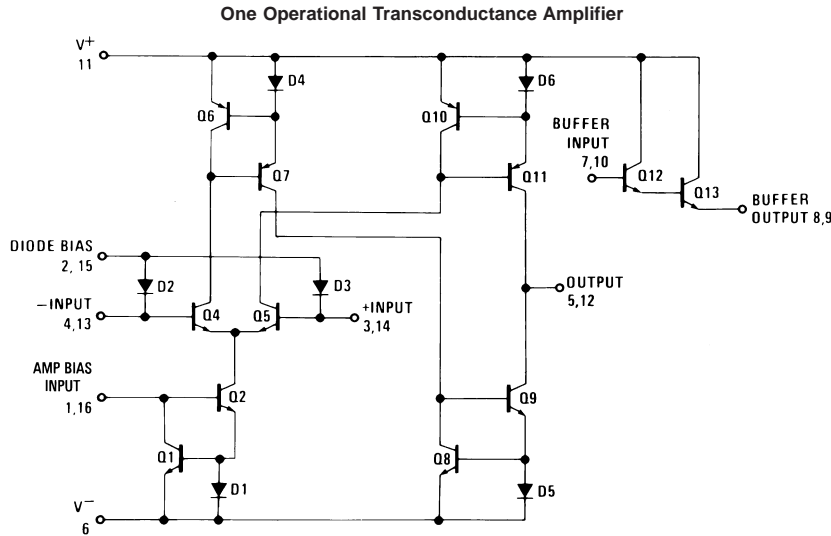 One Operational Transconductance Amplifier
V+
11
D4
D6
Q6
Q10
BUFFER
INPUT
7,10
Q7
Q11
Q12
Q13
BUFFER
OUTPUT 8,9
DIODE BIAS
2, 15
D2
D3
OUTPUT
5,12
–INPUT
4,13
Q4
Q5
+INPUT
3,14
AMP BIAS
INPUT
1,16
Q2
Q9
Q1
Q8
D1
D5
V–
6